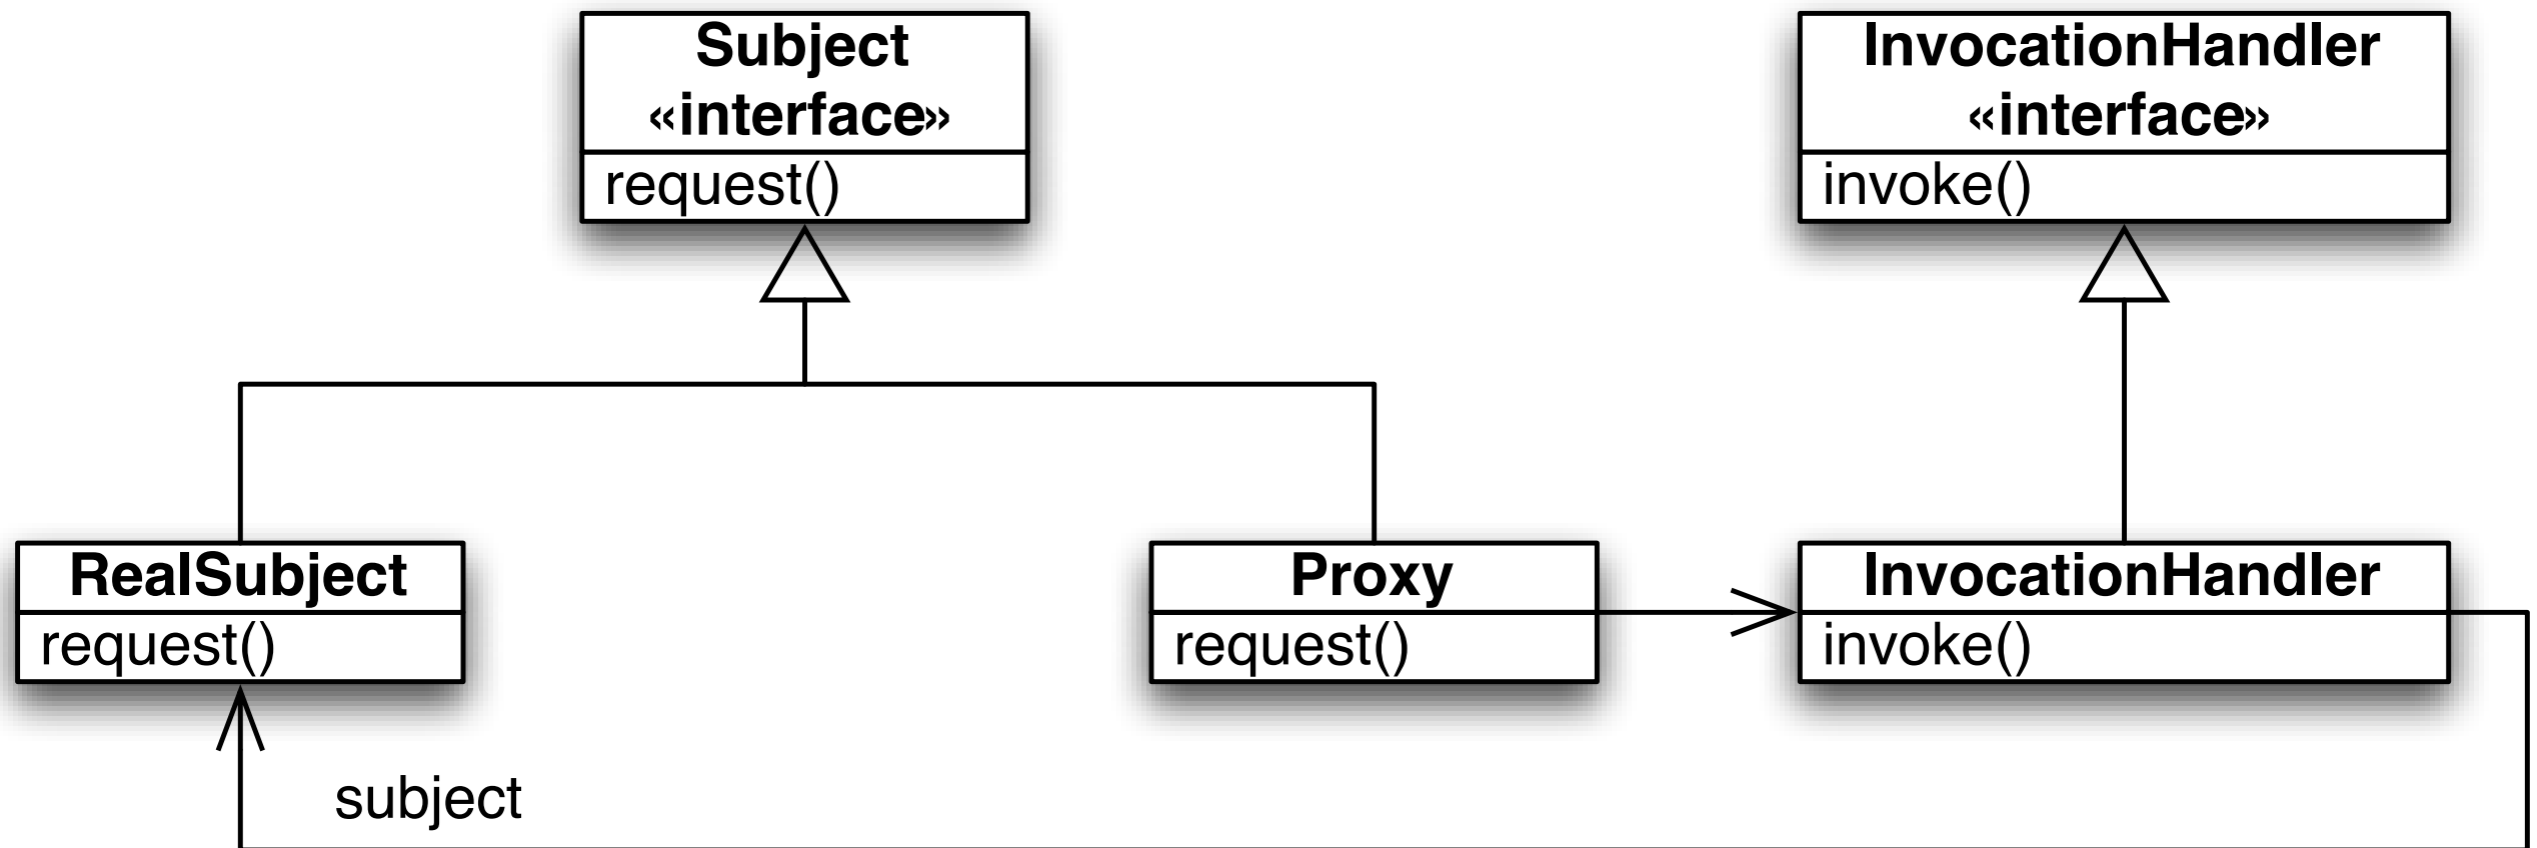 Subject
«interface»
request()
InvocationHandler
«interface»
invoke()
RealSubject
request()
Proxy
request()
InvocationHandler
invoke()
subject